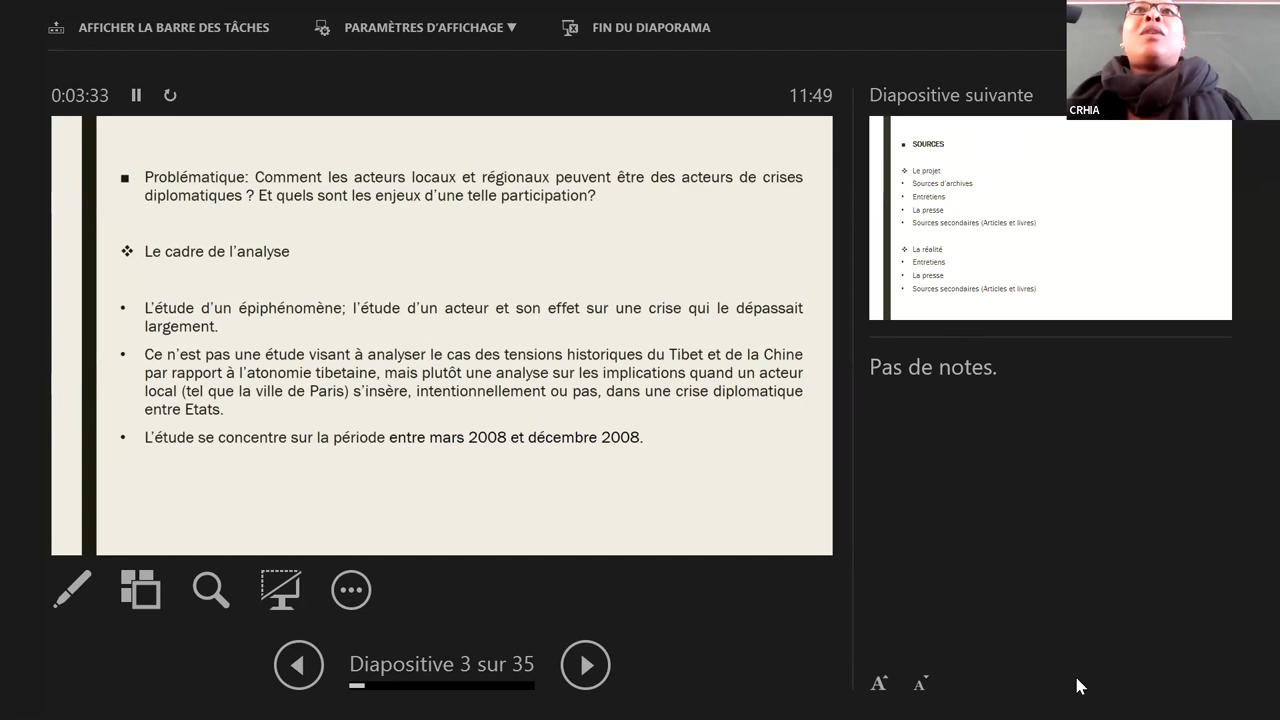 AFFICHER LA BARRE DES TÂCHES PARAMÈTRES D'AFFICHAGE ▼ FIN DU DIAPORAMA
0:03:33 11:49
■ Problématique: Comment les acteurs locaux et régionaux peuvent être des acteurs de crises
diplomatiques ? Et quels sont les enjeux d'une telle participation?
❖ Le cadre de l'analyse
• L'étude d'un épiphénomène; l'étude d'un acteur et son effet sur une crise qui le dépassait
largement.
• Ce n'est pas une étude visant à analyser le cas des tensions historiques du Tibet et de la Chine
par rapport à l'atonomie tibetaine, mais plutôt une analyse sur les implications quand un acteur
local (tel que la ville de Paris) s'insère, intentionnellement ou pas, dans une crise diplomatique
entre Etats.
• L'étude se concentre sur la période entre mars 2008 et décembre 2008.
Diapositive 3 sur 35
Diapositive suivante
CRHIA
■ SOURCES
❖ Le projet
• Sources d'archives
• Entretiens
• La presse
• Sources secondaires (Articles et livres)
❖ La réalité
• Entretiens
• La presse
• Sources secondaires (Articles et livres)
Pas de notes.
A A